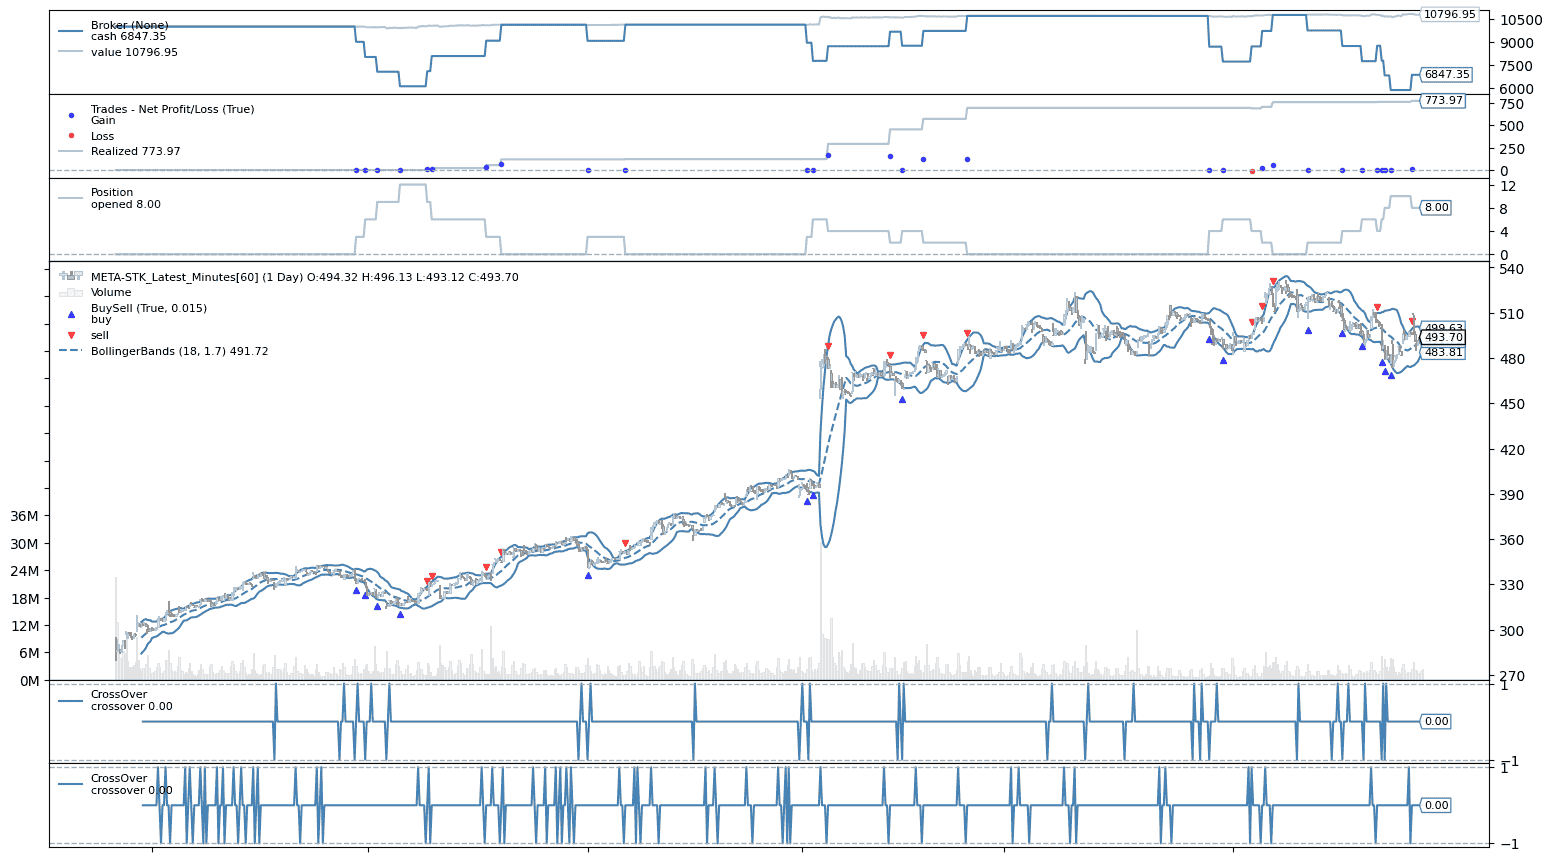 Broker (None)
cash 6847.35
value 10796.95
10796.95
6847.35
10500
9000
7500
6000
Trades - Net Profit/Loss (True)
Gain
Loss
Realized 773.97
773.97
750
500
250
0
Position
opened 8.00
8.00
12
8
4
0
META-STK_Latest_Minutes[60] (1 Day) O:494.32 H:496.13 L:493.12 C:493.70
Volume
BuySell (True, 0.015)
buy
sell
BollingerBands (18, 1.7) 491.72
499.63
493.70
483.81
540
510
480
450
420
390
360
330
300
270
36M
30M
24M
18M
12M
6M
0M
CrossOver
crossover 0.00
0.00
1
−1
CrossOver
crossover 0.00
0.00
1
−1